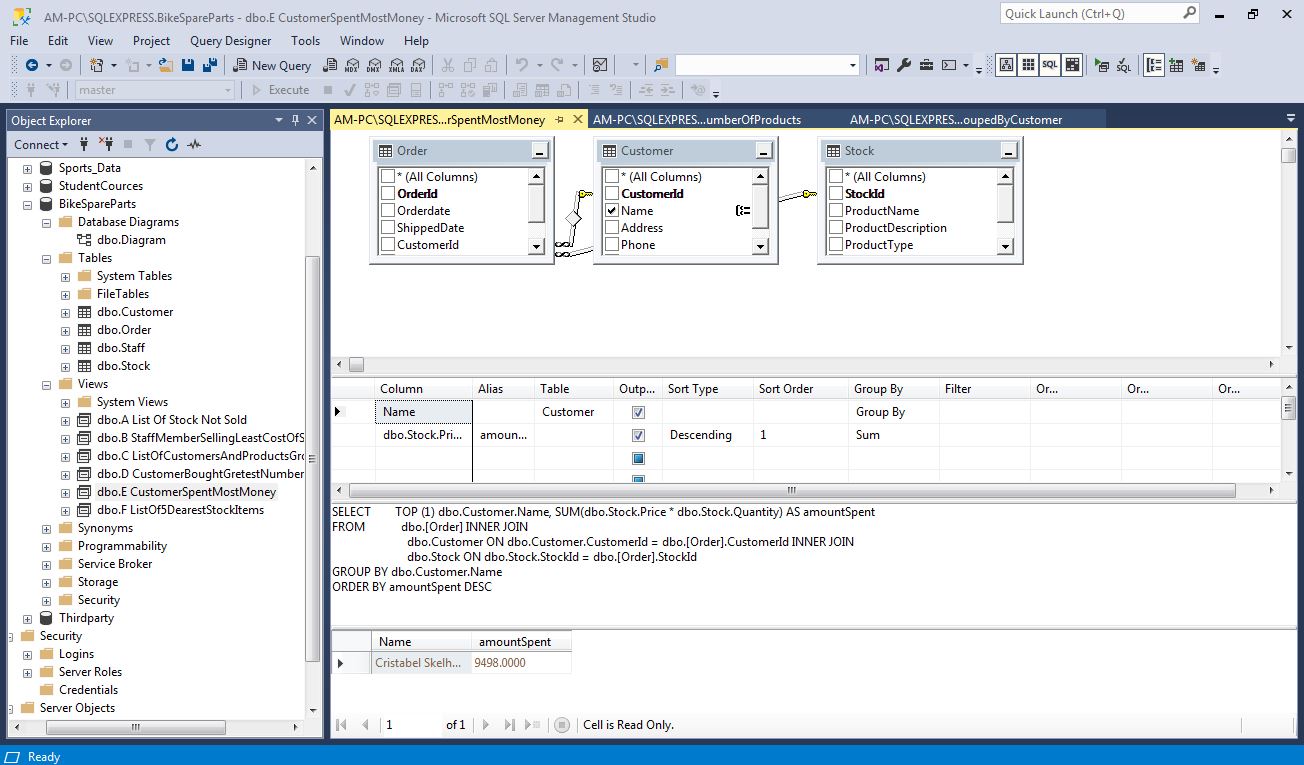 AM-PC\SQLEXPRESS.BikeSpareParts - dbo.E CustomerSpentMostMoney - Microsoft SQL Server Management Studio
Quick Launch (Ctrl+Q)
File Edit View Project Query Designer Tools Window Help
New Query MDX DMX XMLA DAX SQL SQL
master Execute
Object Explorer
Connect
Sports_Data
StudentCources
BikeSpareParts
Database Diagrams
dbo.Diagram
Tables
System Tables
FileTables
dbo.Customer
dbo.Order
dbo.Staff
dbo.Stock
Views
System Views
dbo.A List Of Stock Not Sold
dbo.B StaffMemberSellingLeastCostOfS
dbo.C ListOfCustomersAndProductsGro
dbo.D CustomerBoughtGretestNumber
dbo.E CustomerSpentMostMoney
dbo.F ListOf5DearestStockItems
Synonyms
Programmability
Service Broker
Storage
Security
Thirdparty
Security
Logins
Server Roles
Credentials
Server Objects
AM-PC\SQLEXPRES...rSpentMostMoney
AM-PC\SQLEXPRES...umberOfProducts
AM-PC\SQLEXPRES...oupedByCustomer
Order
* (All Columns)
OrderId
Orderdate
ShippedDate
CustomerId
Customer
* (All Columns)
CustomerId
Name
Address
Phone
Stock
* (All Columns)
StockId
ProductName
ProductDescription
ProductType
Column Alias Table Outp... Sort Type Sort Order Group By Filter Or... Or... Or...
Name Customer Group By
dbo.Stock.Pri... amoun... Descending 1 Sum
SELECT TOP (1) dbo.Customer.Name, SUM(dbo.Stock.Price * dbo.Stock.Quantity) AS amountSpent
FROM dbo.[Order] INNER JOIN
dbo.Customer ON dbo.Customer.CustomerId = dbo.[Order].CustomerId INNER JOIN
dbo.Stock ON dbo.Stock.StockId = dbo.[Order].StockId
GROUP BY dbo.Customer.Name
ORDER BY amountSpent DESC
Name amountSpent
Cristabel Skelh... 9498.0000
1 of 1 Cell is Read Only.
Ready